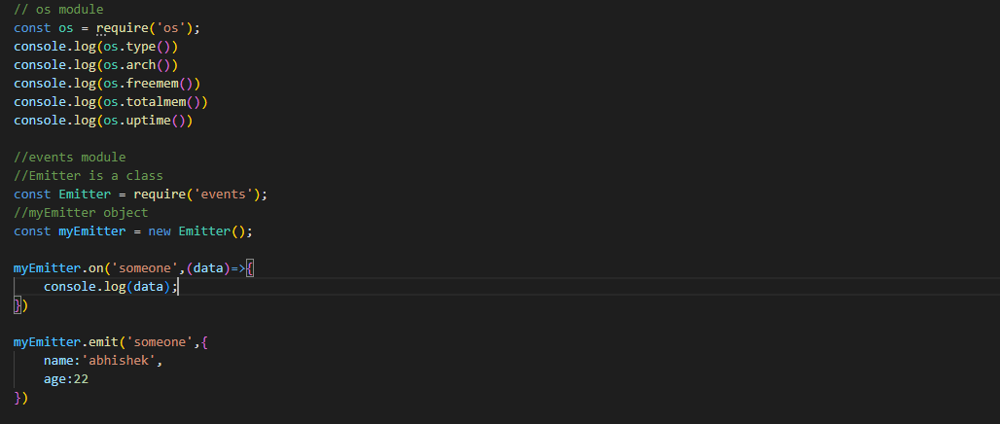 // os module
const os = require('os');
console.log(os.type())
console.log(os.arch())
console.log(os.freemem())
console.log(os.totalmem())
console.log(os.uptime())

//events module
//Emitter is a class
const Emitter = require('events');
//myEmitter object
const myEmitter = new Emitter();

myEmitter.on('someone',(data)=>{
    console.log(data);
})

myEmitter.emit('someone',{
    name:'abhishek',
    age:22
})